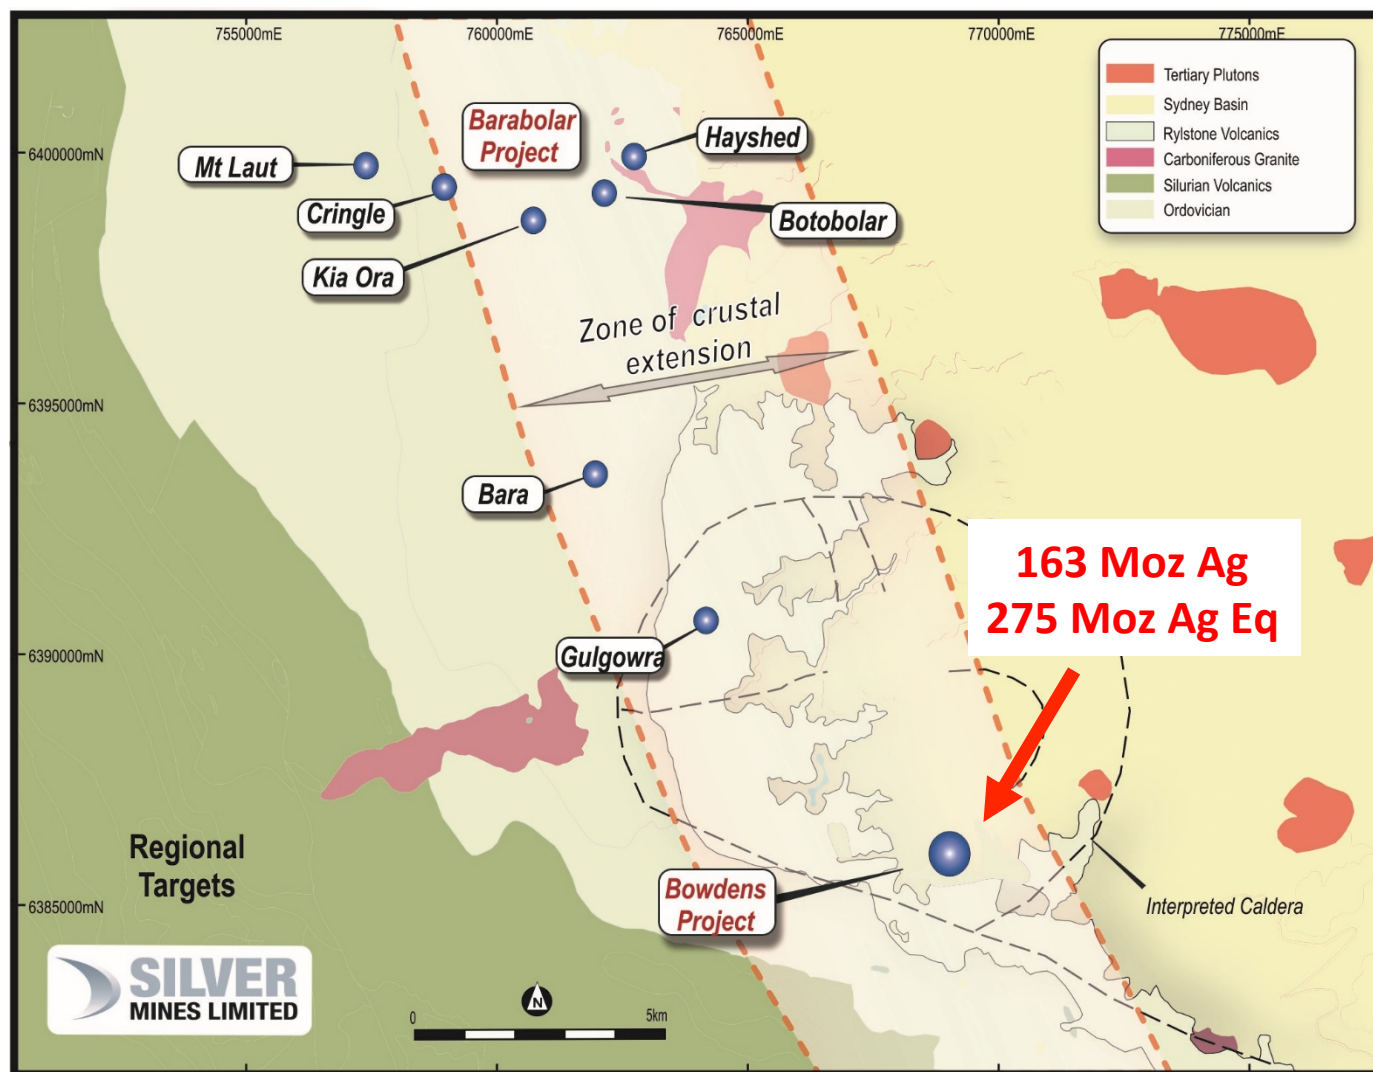 755000mE
760000mE
765000mE
770000mE
775000mE
Tertiary Plutons
Sydney Basin
Rylstone Volcanics
Carboniferous Granite
Silurian Volcanics
Ordovician
6400000mN
Barabolar
Project
Hayshed
Mt Laut
Cringle
Botobolar
Kia Ora
Zone of crustal
extension
6395000mN
Bara
163 Moz Ag
275 Moz Ag Eq
6390000mN
Gulgowra
Regional
Targets
Bowdens
Project
6385000mN
Interpreted Caldera
SILVER
MINES LIMITED
N
0
5km